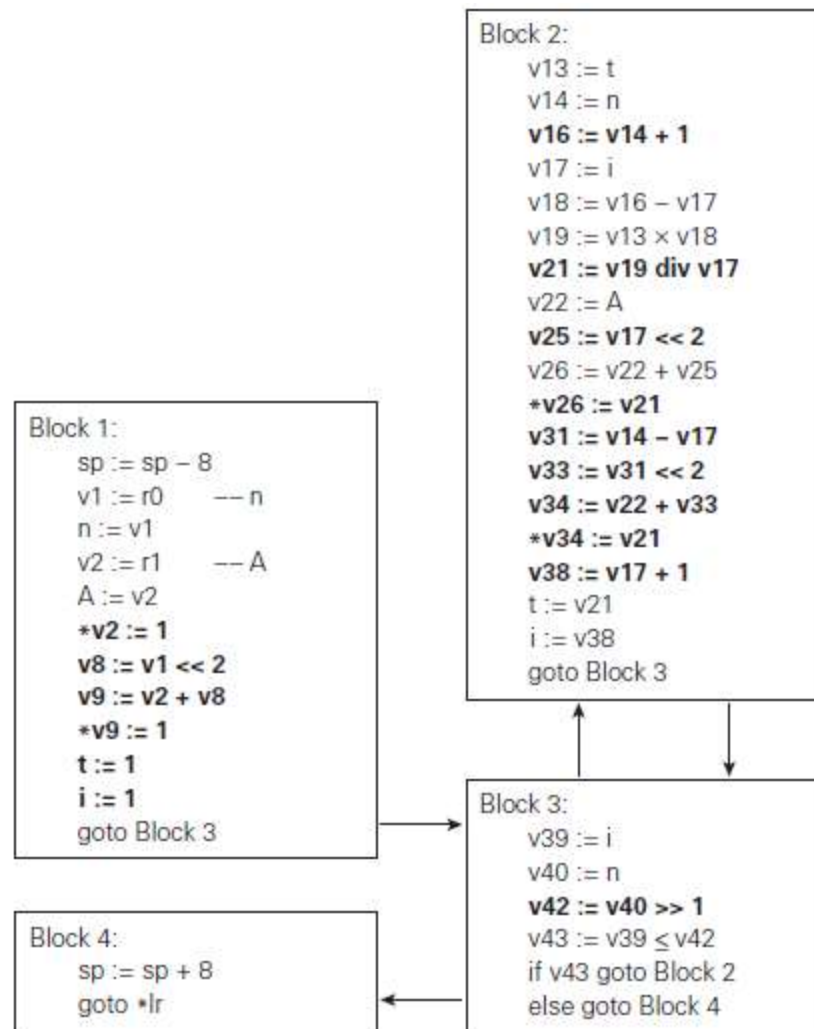 Block 1:
sp := sp – 8
v1 := r0 –– n
n := v1
v2 := r1 –– A
A := v2
*v2 := 1
v8 := v1 << 2
v9 := v2 + v8
*v9 := 1
t := 1
i := 1
goto Block 3
Block 2:
v13 := t
v14 := n
v16 := v14 + 1
v17 := i
v18 := v16 – v17
v19 := v13 × v18
v21 := v19 div v17
v22 := A
v25 := v17 << 2
v26 := v22 + v25
*v26 := v21
v31 := v14 – v17
v33 := v31 << 2
v34 := v22 + v33
*v34 := v21
v38 := v17 + 1
t := v21
i := v38
goto Block 3
Block 3:
v39 := i
v40 := n
v42 := v40 >> 1
v43 := v39 ≤ v42
if v43 goto Block 2
else goto Block 4
Block 4:
sp := sp + 8
goto *lr